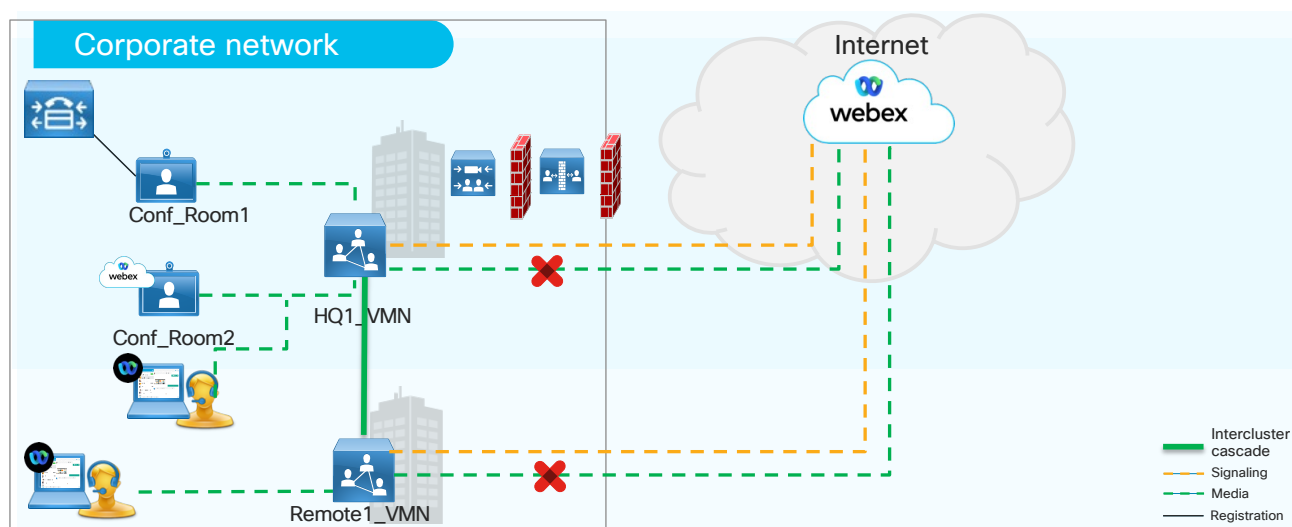 Corporate network
Internet
webex
Conf_Room1
webex
HQ1_VMN
Conf_Room2
Remote1_VMN
Intercluster
cascade
Signaling
Media
Registration